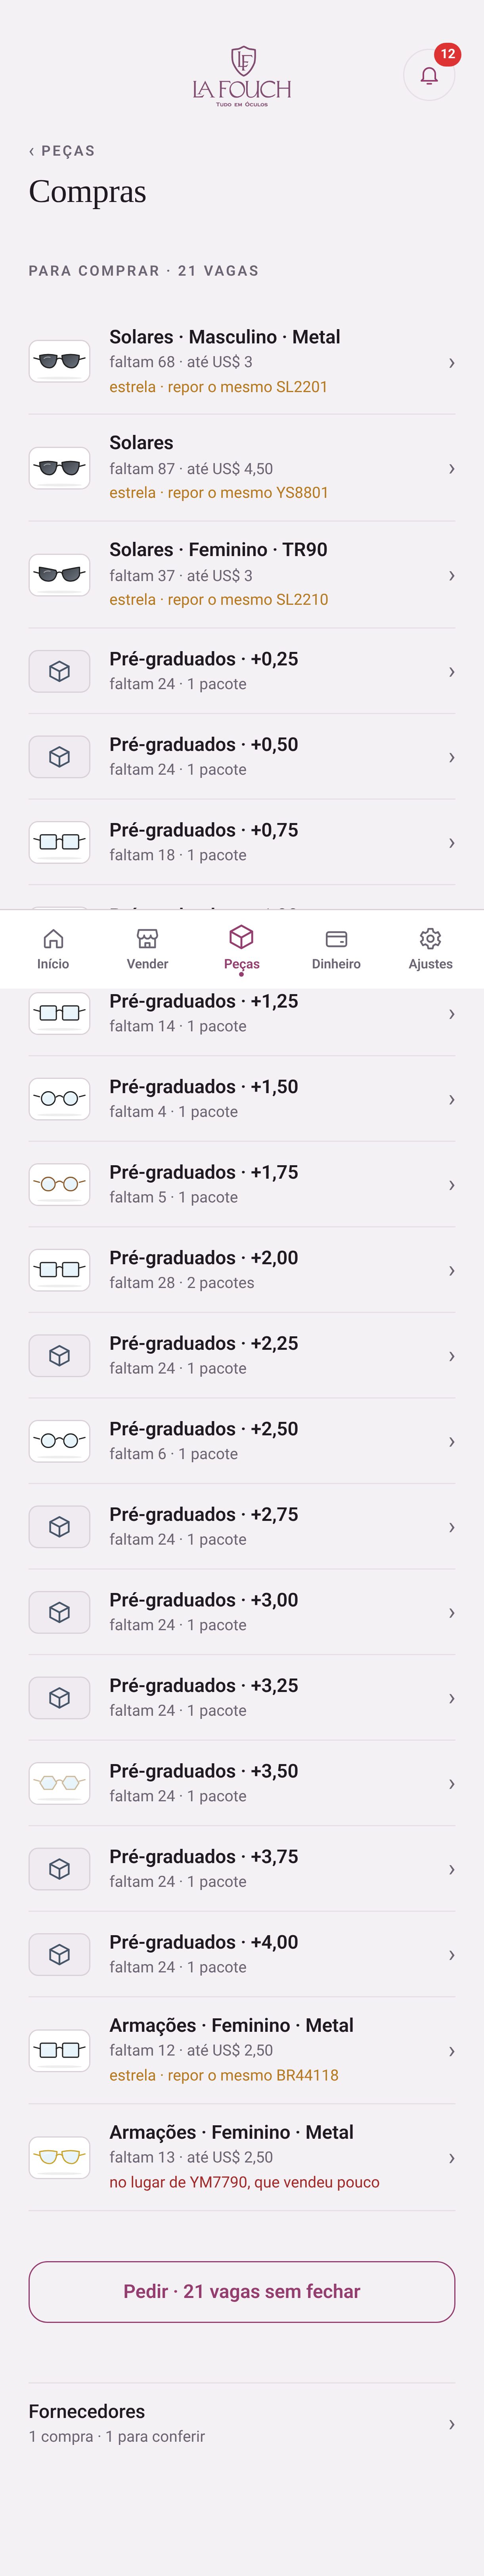 LF
LA FOUCH
TUDO EM ÓCULOS
12
‹ PEÇAS
Compras
PARA COMPRAR · 21 VAGAS
Solares · Masculino · Metal
faltam 68 · até US$ 3
estrela · repor o mesmo SL2201
Solares
faltam 87 · até US$ 4,50
estrela · repor o mesmo YS8801
Solares · Feminino · TR90
faltam 37 · até US$ 3
estrela · repor o mesmo SL2210
Pré-graduados · +0,25
faltam 24 · 1 pacote
Pré-graduados · +0,50
faltam 24 · 1 pacote
Pré-graduados · +0,75
faltam 18 · 1 pacote
Início
Vender
Peças
Dinheiro
Ajustes
Pré-graduados · +1,25
faltam 14 · 1 pacote
Pré-graduados · +1,50
faltam 4 · 1 pacote
Pré-graduados · +1,75
faltam 5 · 1 pacote
Pré-graduados · +2,00
faltam 28 · 2 pacotes
Pré-graduados · +2,25
faltam 24 · 1 pacote
Pré-graduados · +2,50
faltam 6 · 1 pacote
Pré-graduados · +2,75
faltam 24 · 1 pacote
Pré-graduados · +3,00
faltam 24 · 1 pacote
Pré-graduados · +3,25
faltam 24 · 1 pacote
Pré-graduados · +3,50
faltam 24 · 1 pacote
Pré-graduados · +3,75
faltam 24 · 1 pacote
Pré-graduados · +4,00
faltam 24 · 1 pacote
Armações · Feminino · Metal
faltam 12 · até US$ 2,50
estrela · repor o mesmo BR44118
Armações · Feminino · Metal
faltam 13 · até US$ 2,50
no lugar de YM7790, que vendeu pouco
Pedir · 21 vagas sem fechar
Fornecedores
1 compra · 1 para conferir